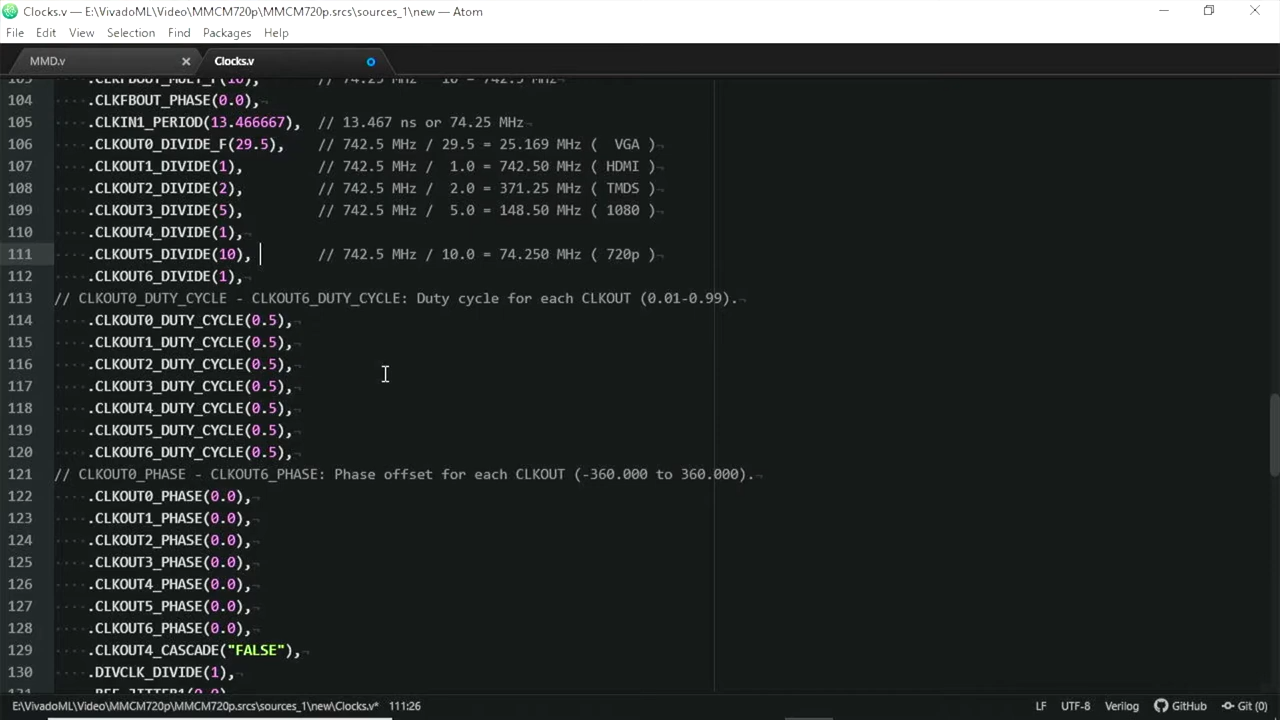 Clocks.v — E:\VivadoML\Video\MMCM720p\MMCM720p.srcs\sources_1\new — Atom
File Edit View Selection Find Packages Help
MMD.v Clocks.v
104 .CLKFBOUT_PHASE(0.0),
105 .CLKIN1_PERIOD(13.466667), // 13.467 ns or 74.25 MHz
106 .CLKOUT0_DIVIDE_F(29.5), // 742.5 MHz / 29.5 = 25.169 MHz ( VGA )
107 .CLKOUT1_DIVIDE(1), // 742.5 MHz / 1.0 = 742.50 MHz ( HDMI )
108 .CLKOUT2_DIVIDE(2), // 742.5 MHz / 2.0 = 371.25 MHz ( TMDS )
109 .CLKOUT3_DIVIDE(5), // 742.5 MHz / 5.0 = 148.50 MHz ( 1080 )
110 .CLKOUT4_DIVIDE(1),
111 .CLKOUT5_DIVIDE(10), // 742.5 MHz / 10.0 = 74.250 MHz ( 720p )
112 .CLKOUT6_DIVIDE(1),
113 // CLKOUT0_DUTY_CYCLE - CLKOUT6_DUTY_CYCLE: Duty cycle for each CLKOUT (0.01-0.99).
114 .CLKOUT0_DUTY_CYCLE(0.5),
115 .CLKOUT1_DUTY_CYCLE(0.5),
116 .CLKOUT2_DUTY_CYCLE(0.5),
117 .CLKOUT3_DUTY_CYCLE(0.5),
118 .CLKOUT4_DUTY_CYCLE(0.5),
119 .CLKOUT5_DUTY_CYCLE(0.5),
120 .CLKOUT6_DUTY_CYCLE(0.5),
121 // CLKOUT0_PHASE - CLKOUT6_PHASE: Phase offset for each CLKOUT (-360.000 to 360.000).
122 .CLKOUT0_PHASE(0.0),
123 .CLKOUT1_PHASE(0.0),
124 .CLKOUT2_PHASE(0.0),
125 .CLKOUT3_PHASE(0.0),
126 .CLKOUT4_PHASE(0.0),
127 .CLKOUT5_PHASE(0.0),
128 .CLKOUT6_PHASE(0.0),
129 .CLKOUT4_CASCADE("FALSE"),
130 .DIVCLK_DIVIDE(1),
E:\VivadoML\Video\MMCM720p\MMCM720p.srcs\sources_1\new\Clocks.v* 111:26 LF UTF-8 Verilog GitHub Git (0)